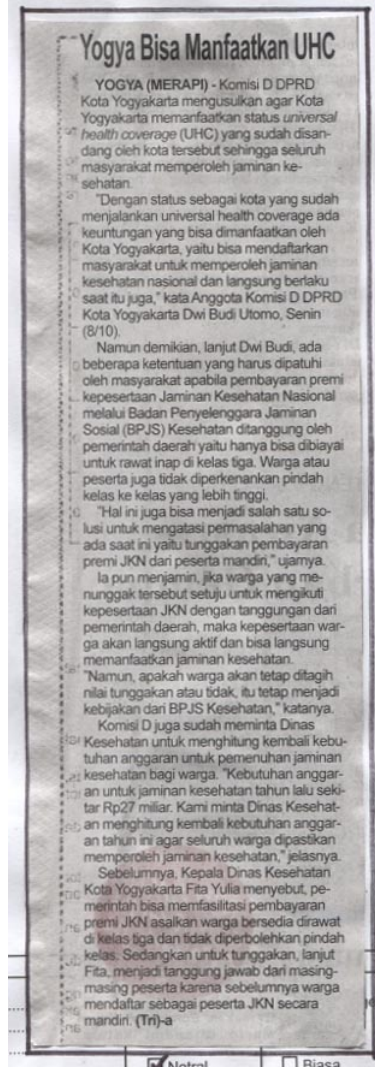 Yogya Bisa Manfaatkan UHC
YOGYA (MERAPI) - Komisi D DPRD
Kota Yogyakarta mengusulkan agar Kota
Yogyakarta memanfaatkan status universal
health coverage (UHC) yang sudah disan-
dang oleh kota tersebut sehingga seluruh
masyarakat memperoleh jaminan ke-
sehatan.
"Dengan status sebagai kota yang sudah
menjalankan universal health coverage ada
keuntungan yang bisa dimanfaatkan oleh
Kota Yogyakarta, yaitu bisa mendaftarkan
masyarakat untuk memperoleh jaminan
kesehatan nasional dan langsung berlaku
saat itu juga," kata Anggota Komisi D DPRD
Kota Yogyakarta Dwi Budi Utomo, Senin
(8/10).
Namun demikian, lanjut Dwi Budi, ada
beberapa ketentuan yang harus dipatuhi
oleh masyarakat apabila pembayaran premi
kepesertaan Jaminan Kesehatan Nasional
melalui Badan Penyelenggara Jaminan
Sosial (BPJS) Kesehatan ditanggung oleh
pemerintah daerah yaitu hanya bisa dibiayai
untuk rawat inap di kelas tiga. Warga atau
peserta juga tidak diperkenankan pindah
kelas ke kelas yang lebih tinggi.
"Hal ini juga bisa menjadi salah satu so-
lusi untuk mengatasi permasalahan yang
ada saat ini yaitu tunggakan pembayaran
premi JKN dari peserta mandiri," ujarnya.
Ia pun menjamin, jika warga yang me-
nunggak tersebut setuju untuk mengikuti
kepesertaan JKN dengan tanggungan dari
pemerintah daerah, maka kepesertaan war-
ga akan langsung aktif dan bisa langsung
memanfaatkan jaminan kesehatan.
"Namun, apakah warga akan tetap ditagih
nilai tunggakan atau tidak, itu tetap menjadi
kebijakan dari BPJS Kesehatan," katanya.
Komisi D juga sudah meminta Dinas
Kesehatan untuk menghitung kembali kebu-
tuhan anggaran untuk pemenuhan jaminan
kesehatan bagi warga. "Kebutuhan anggar-
an untuk jaminan kesehatan tahun lalu seki-
tar Rp27 miliar. Kami minta Dinas Kesehat-
an menghitung kembali kebutuhan anggar-
an tahun ini agar seluruh warga dipastikan
memperoleh jaminan kesehatan," jelasnya.
Sebelumnya, Kepala Dinas Kesehatan
Kota Yogyakarta Fita Yulia menyebut, pe-
merintah bisa memfasilitasi pembayaran
premi JKN asalkan warga bersedia dirawat
di kelas tiga dan tidak diperbolehkan pindah
kelas. Sedangkan untuk tunggakan, lanjut
Fita, menjadi tanggung jawab dari masing-
masing peserta karena sebelumnya warga
mendaftar sebagai peserta JKN secara
mandiri. (Tri)-a
Netral
Biasa